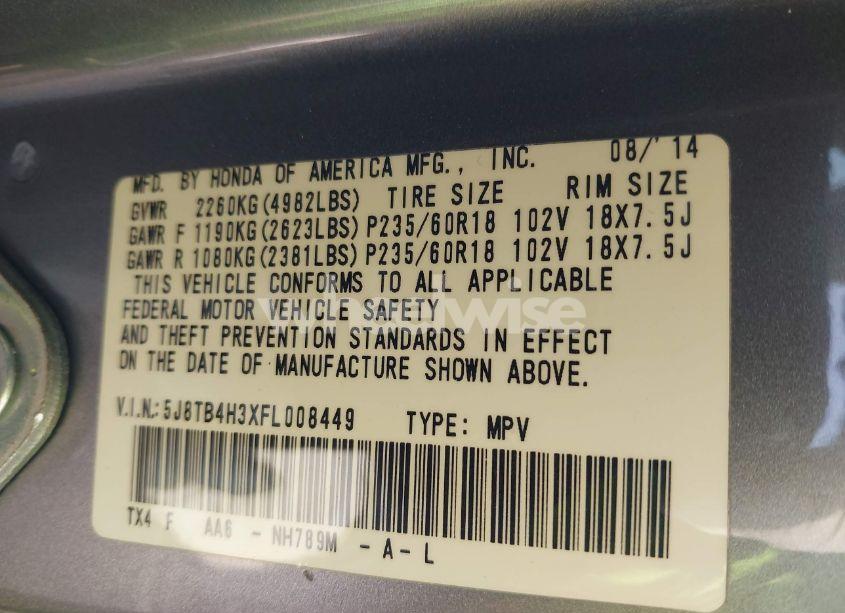 MFD. BY HONDA OF AMERICA MFG., INC. 08/'14
GVWR 2260KG(4982LBS) TIRE SIZE RIM SIZE
GAWR F 1190KG(2623LBS) P235/60R18 102V 18X7.5J
GAWR R 1080KG(2381LBS) P235/60R18 102V 18X7.5J
THIS VEHICLE CONFORMS TO ALL APPLICABLE
FEDERAL MOTOR VEHICLE SAFETY
AND THEFT PREVENTION STANDARDS IN EFFECT
ON THE DATE OF MANUFACTURE SHOWN ABOVE.
V.I.N.: 5J8TB4H3XFL008449 TYPE: MPV
TX4 F AA6 - NH789M - A - L